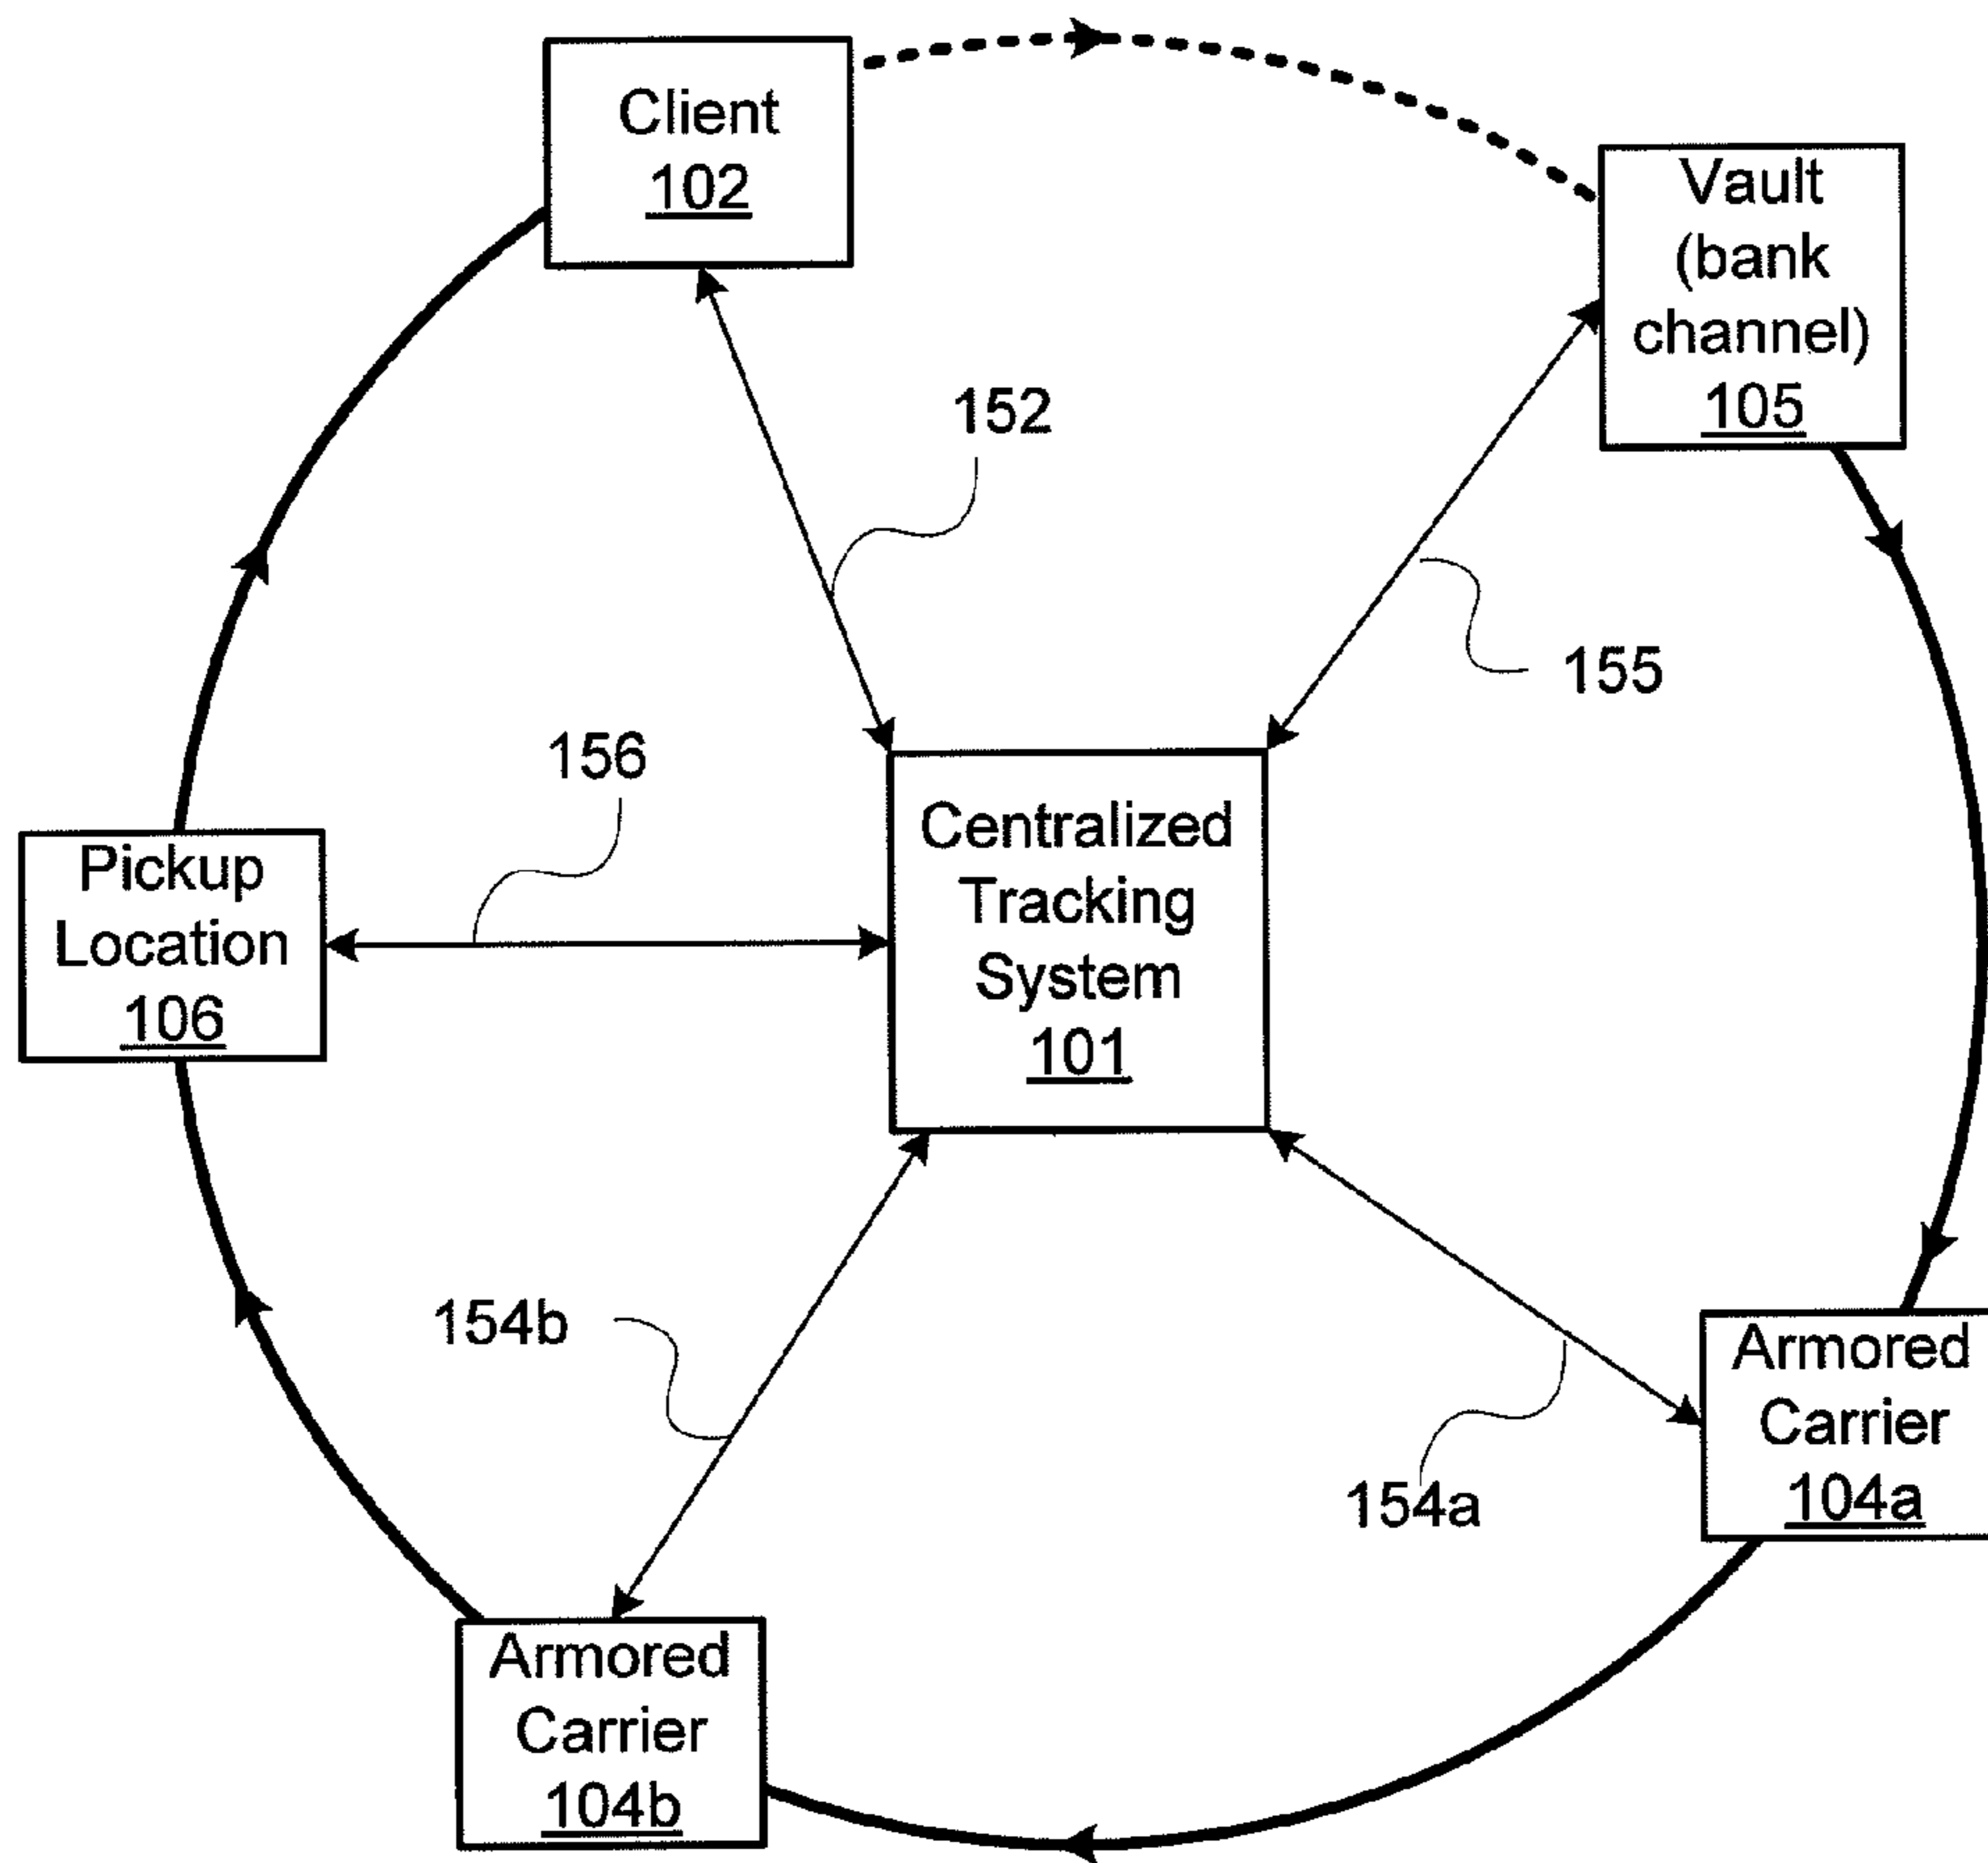 Client
102
Vault
(bank
channel)
105
152
155
156
Centralized
Tracking
System
101
Pickup
Location
106
154b
Armored
Carrier
104a
154a
Armored
Carrier
104b